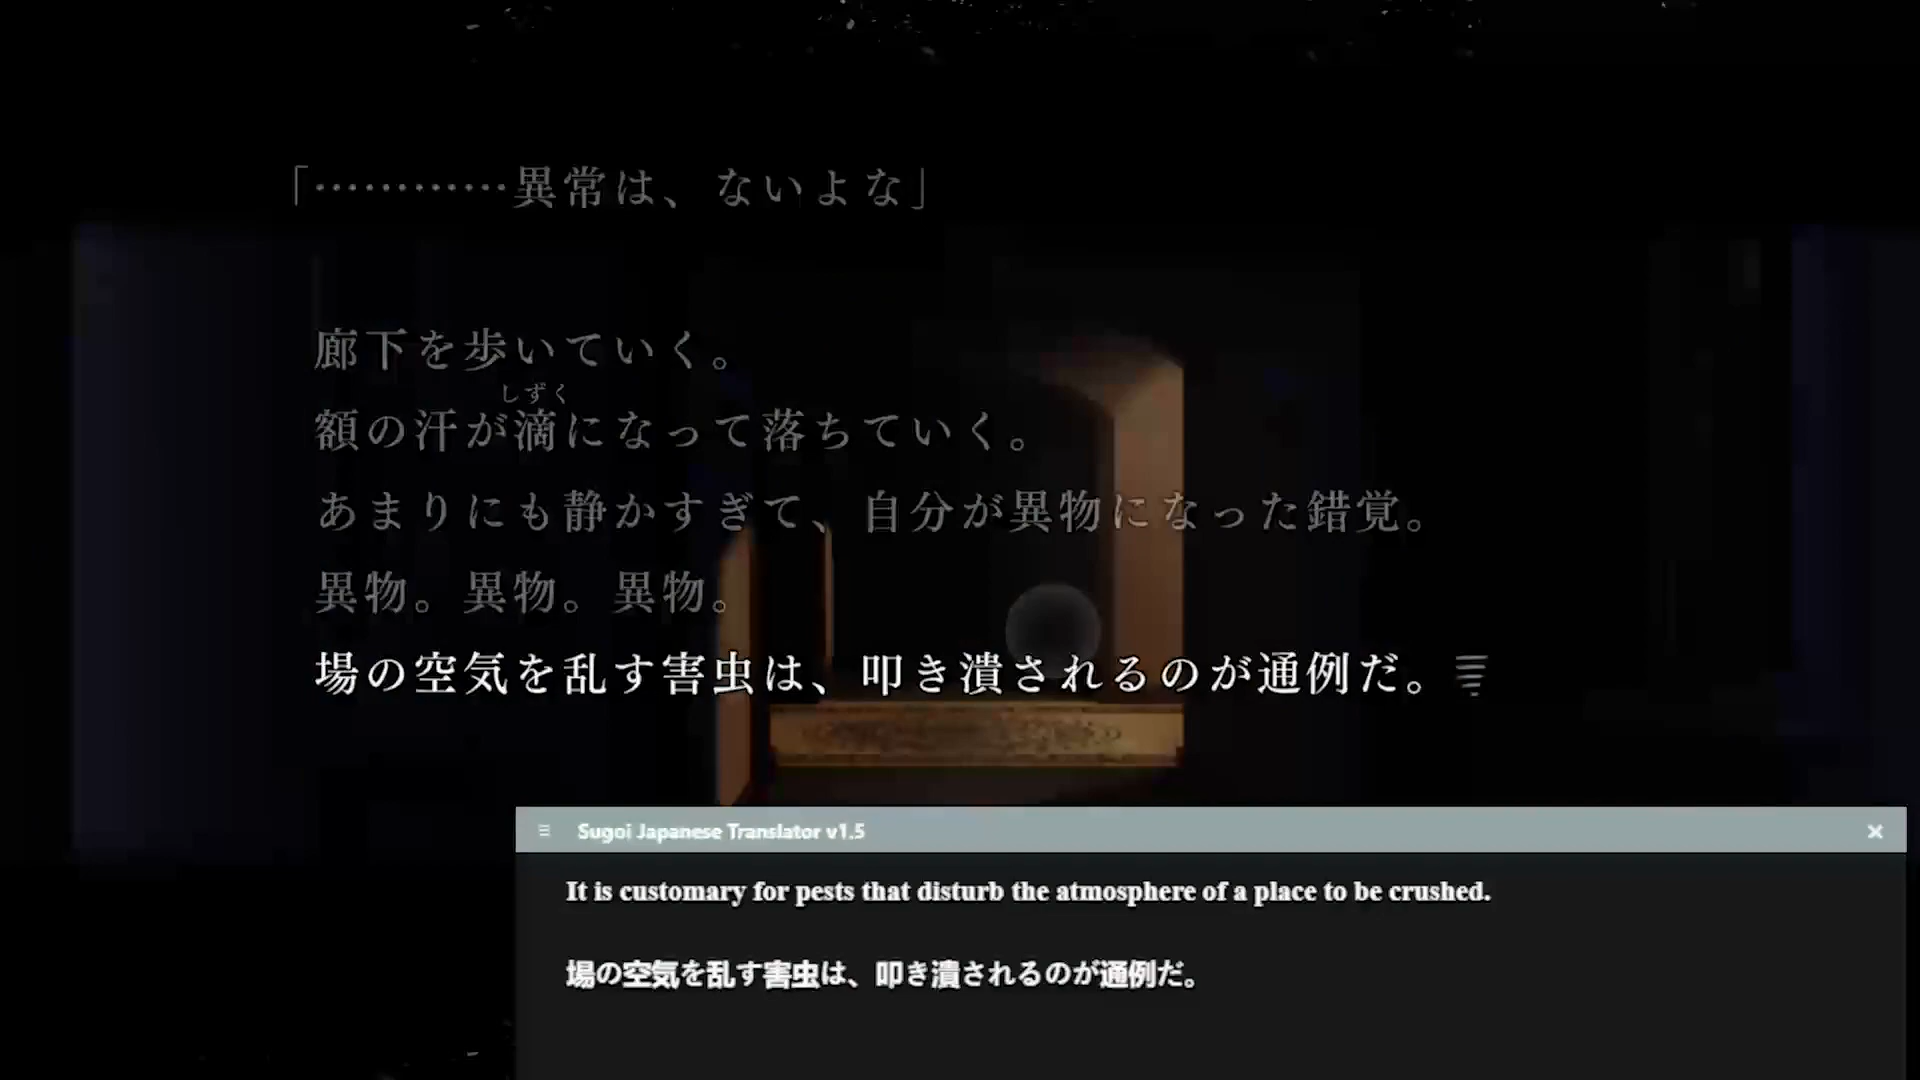 「…………異常は、ないよな」
廊下を歩いていく。
しずく
額の汗が滴になって落ちていく。
あまりにも静かすぎて、自分が異物になった錯覚。
異物。異物。異物。
場の空気を乱す害虫は、叩き潰されるのが通例だ。
Sugoi Japanese Translator v1.5
It is customary for pests that disturb the atmosphere of a place to be crushed.
場の空気を乱す害虫は、叩き潰されるのが通例だ。